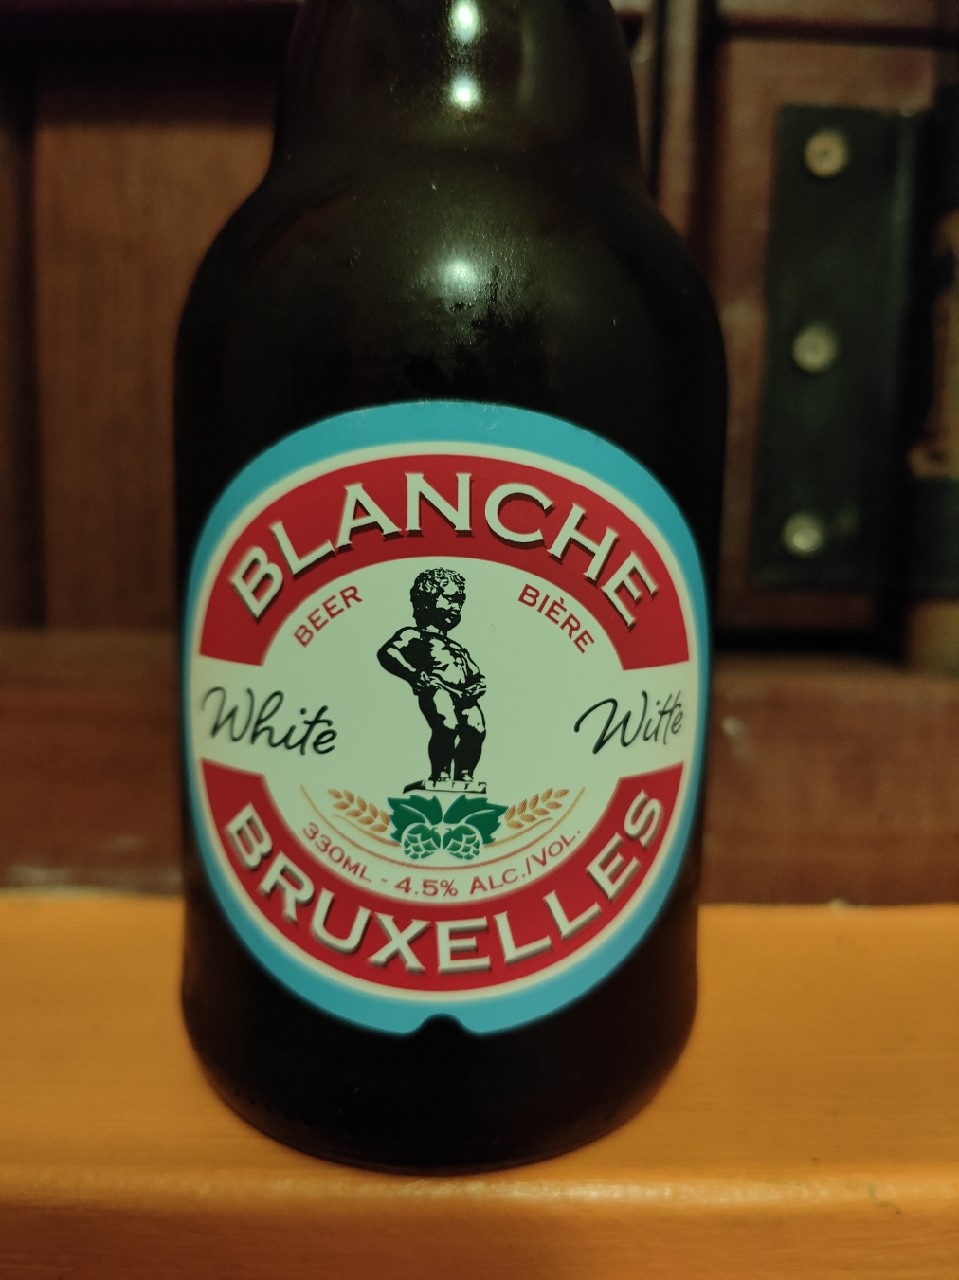 BLANCHE
BEER
BIÈRE
White
Witte
330ML - 4.5% ALC./VOL.
BRUXELLES